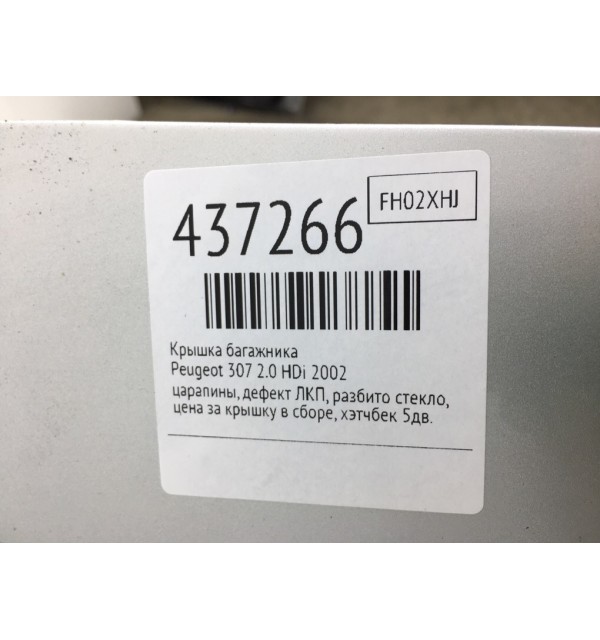 437266
FH02XHJ
Крышка багажника
Peugeot 307 2.0 HDi 2002
царапины, дефект ЛКП, разбито стекло,
цена за крышку в сборе, хэтчбек 5дв.